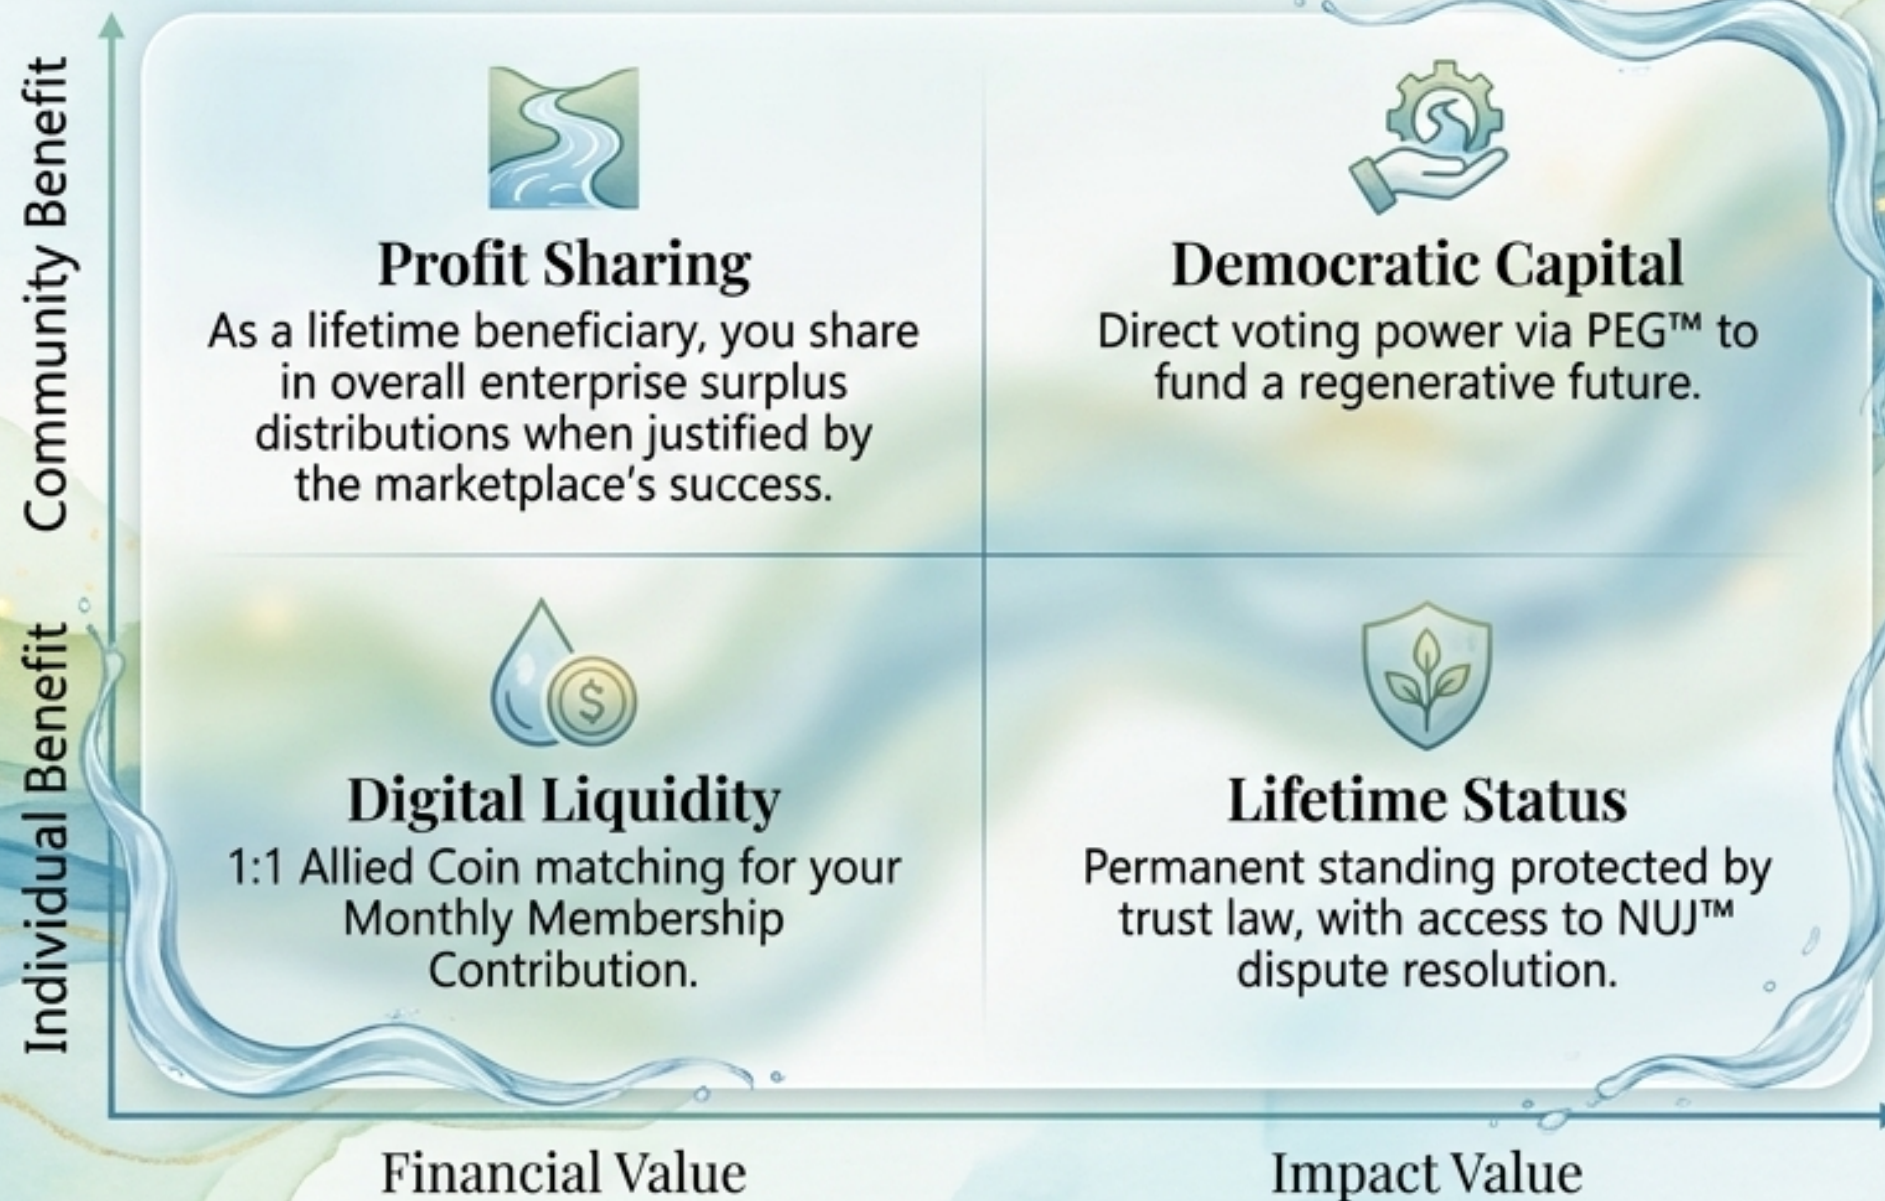 Community Benefit
Profit Sharing
As a lifetime beneficiary, you share
in overall enterprise surplus
distributions when justified by
the marketplace's success.
Democratic Capital
Direct voting power via PEG™ to
fund a regenerative future.
Individual Benefit
$
Digital Liquidity
1:1 Allied Coin matching for your
Monthly Membership
Contribution.
Lifetime Status
Permanent standing protected by
trust law, with access to NUJ™
dispute resolution.
Financial Value
Impact Value